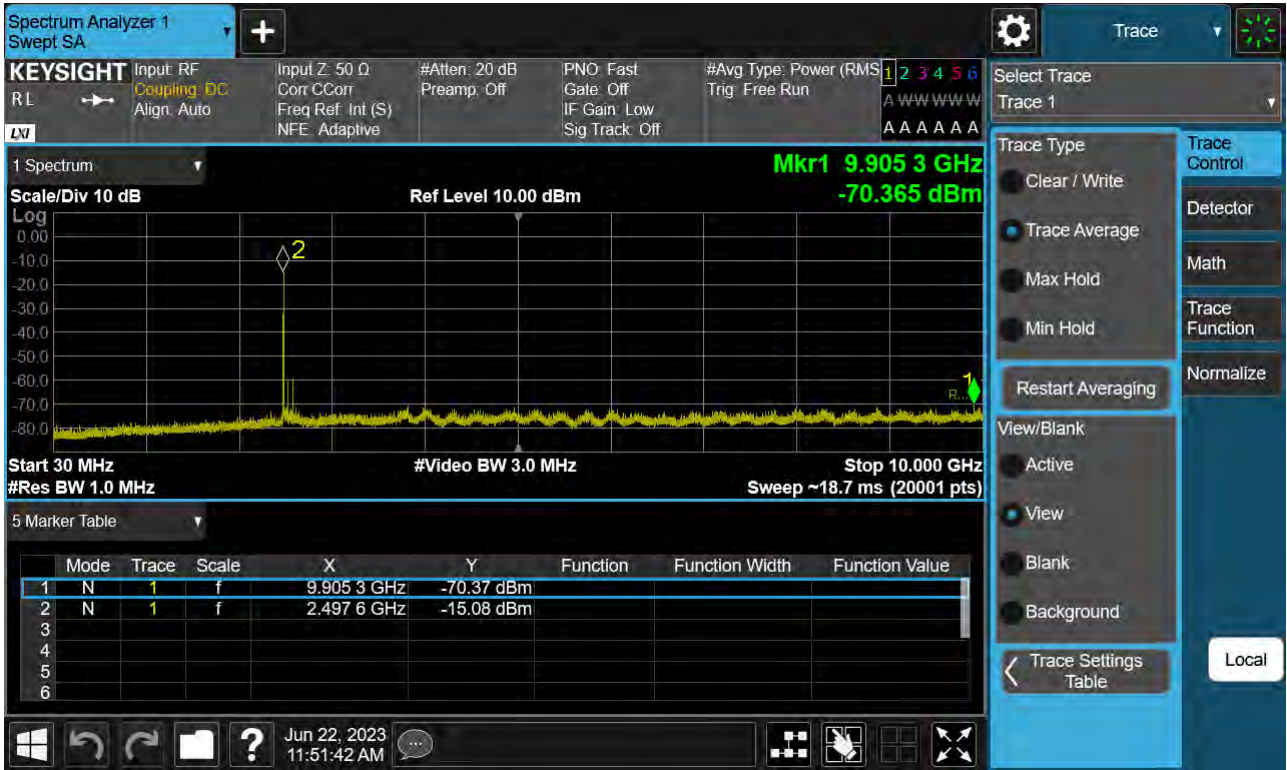 Spectrum Analyzer 1
Swept SA
+
Trace
KEYSIGHT
R L
LXI
Input: RF
Coupling: DC
Align: Auto
Input Z: 50 Ω
Corr CCorr
Freq Ref: Int (S)
NFE: Adaptive
#Atten: 20 dB
Preamp: Off
PNO: Fast
Gate: Off
IF Gain: Low
Sig Track: Off
#Avg Type: Power (RMS
Trig: Free Run
1 2 3 4 5 6
A W W W W W
A A A A A A
Select Trace
Trace 1
1 Spectrum
Mkr1 9.905 3 GHz
Scale/Div 10 dB
Ref Level 10.00 dBm
-70.365 dBm
Log
0.00
-10.0
-20.0
-30.0
-40.0
-50.0
-60.0
-70.0
-80.0
2
1
R...
Start 30 MHz
#Video BW 3.0 MHz
Stop 10.000 GHz
#Res BW 1.0 MHz
Sweep ~18.7 ms (20001 pts)
5 Marker Table
Mode Trace Scale X Y Function Function Width Function Value
1 N 1 f 9.905 3 GHz -70.37 dBm
2 N 1 f 2.497 6 GHz -15.08 dBm
3
4
5
6
Trace Type
Clear / Write
Trace Average
Max Hold
Min Hold
Restart Averaging
View/Blank
Active
View
Blank
Background
Trace Settings
Table
Trace
Control
Detector
Math
Trace
Function
Normalize
Local
?
Jun 22, 2023
11:51:42 AM